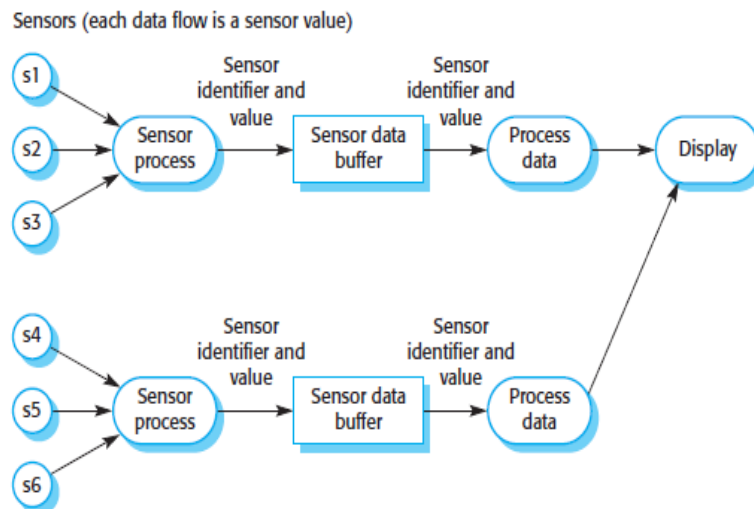 Sensors (each data flow is a sensor value)
s1
s2
s3
Sensor
process
Sensor
identifier and
value
Sensor data
buffer
Sensor
identifier and
value
Process
data
Display
s4
s5
s6
Sensor
process
Sensor
identifier and
value
Sensor data
buffer
Sensor
identifier and
value
Process
data